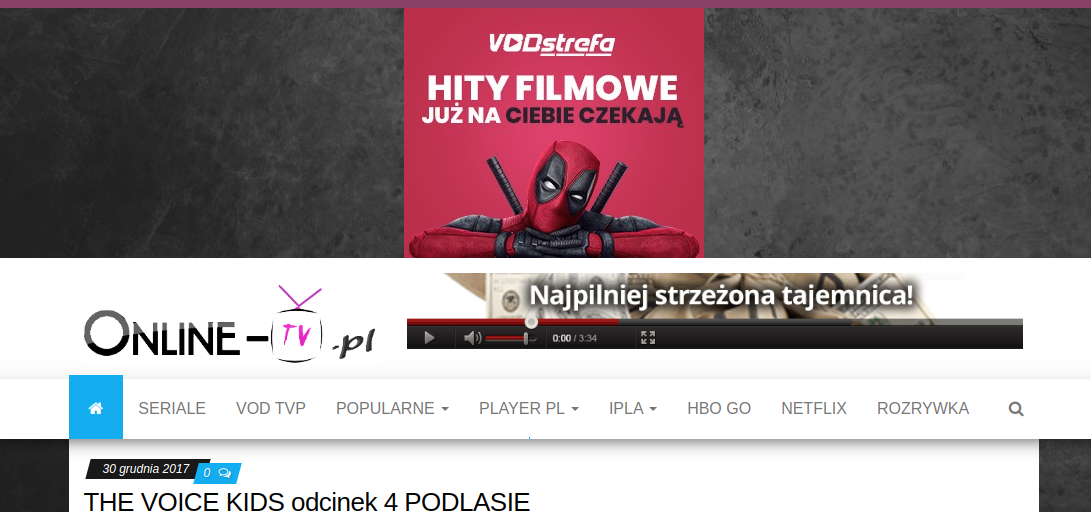 VODstrefa
HITY FILMOWE
JUŻ NA CIEBIE CZEKAJĄ
Najpilniej strzeżona tajemnica!
0:00 / 3:34
ONLINE-TV.pl
SERIALE VOD TVP POPULARNE PLAYER PL IPLA HBO GO NETFLIX ROZRYWKA
30 grudnia 2017 0
THE VOICE KIDS odcinek 4 PODLASIE